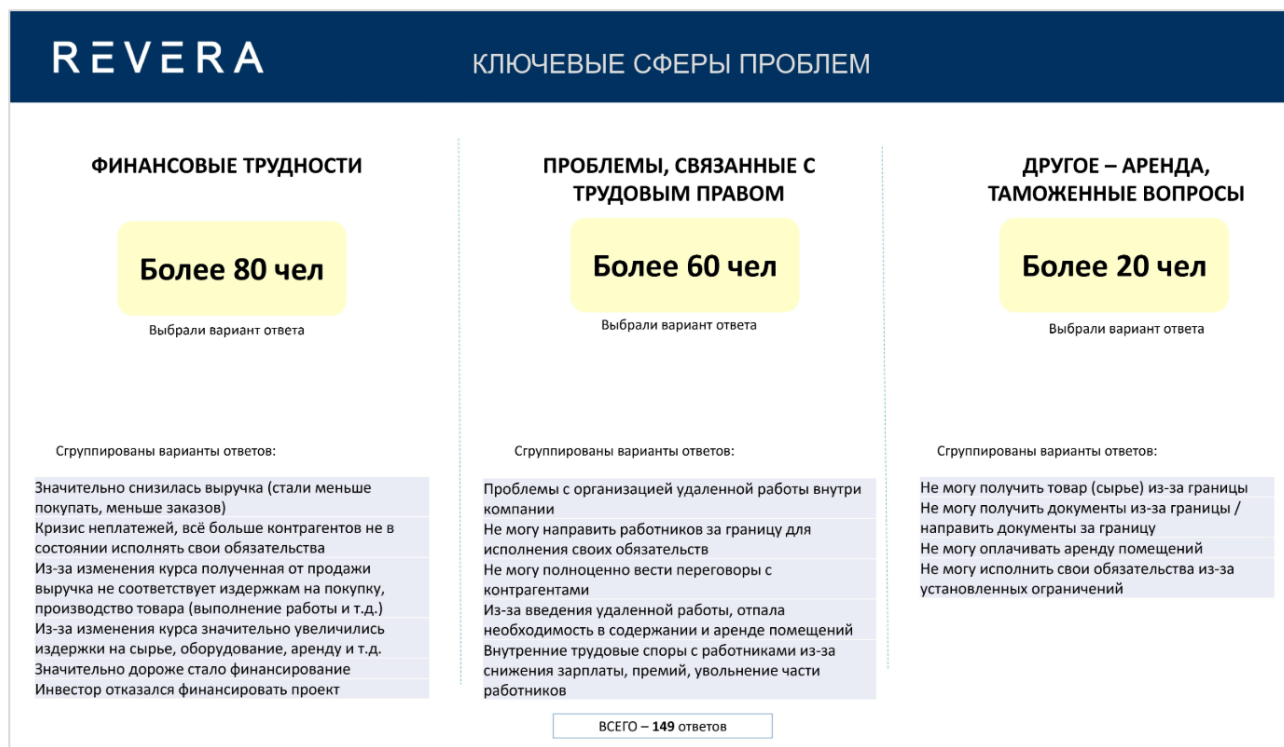 REVERA
КЛЮЧЕВЫЕ СФЕРЫ ПРОБЛЕМ
ФИНАНСОВЫЕ ТРУДНОСТИ
Более 80 чел
Выбрали вариант ответа
Сгруппированы варианты ответов:
Значительно снизилась выручка (стали меньше
покупать, меньше заказов)
Кризис неплатежей, всё больше контрагентов не в
состоянии исполнять свои обязательства
Из-за изменения курса полученная от продажи
выручка не соответствует издержкам на покупку,
производство товара (выполнение работы и т.д.)
Из-за изменения курса значительно увеличились
издержки на сырье, оборудование, аренду и т.д.
Значительно дороже стало финансирование
Инвестор отказался финансировать проект
ПРОБЛЕМЫ, СВЯЗАННЫЕ С
ТРУДОВЫМ ПРАВОМ
Более 60 чел
Выбрали вариант ответа
Сгруппированы варианты ответов:
Проблемы с организацией удаленной работы внутри
компании
Не могу направить работников за границу для
исполнения своих обязательств
Не могу полноценно вести переговоры с
контрагентами
Из-за введения удаленной работы, отпала
необходимость в содержании и аренде помещений
Внутренние трудовые споры с работниками из-за
снижения зарплаты, премий, увольнение части
работников
ДРУГОЕ – АРЕНДА,
ТАМОЖЕННЫЕ ВОПРОСЫ
Более 20 чел
Выбрали вариант ответа
Сгруппированы варианты ответов:
Не могу получить товар (сырье) из-за границы
Не могу получить документы из-за границы /
направить документы за границу
Не могу оплачивать аренду помещений
Не могу исполнить свои обязательства из-за
установленных ограничений
ВСЕГО – 149 ответов